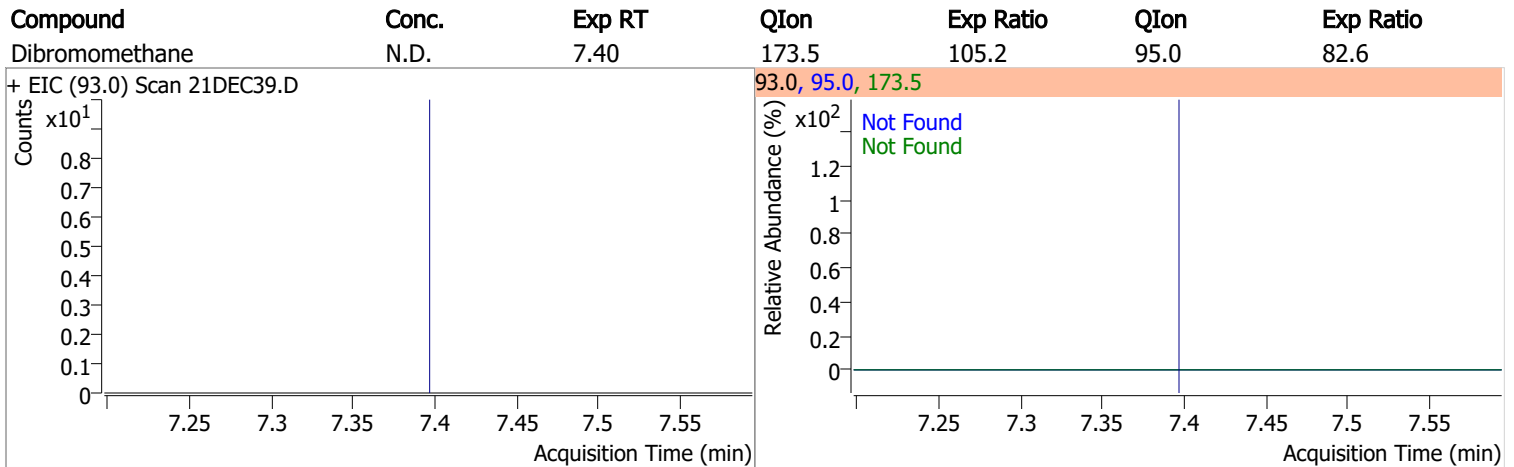 Compound Conc. Exp RT QIon Exp Ratio QIon Exp Ratio
Dibromomethane N.D. 7.40 173.5 105.2 95.0 82.6
+ EIC (93.0) Scan 21DEC39.D
Counts
x10¹
0.8
0.7
0.6
0.5
0.4
0.3
0.2
0.1
0
7.25 7.3 7.35 7.4 7.45 7.5 7.55
Acquisition Time (min)
93.0, 95.0, 173.5
Relative Abundance (%)
x10²
Not Found
Not Found
1.2
1
0.8
0.6
0.4
0.2
0
7.25 7.3 7.35 7.4 7.45 7.5 7.55
Acquisition Time (min)